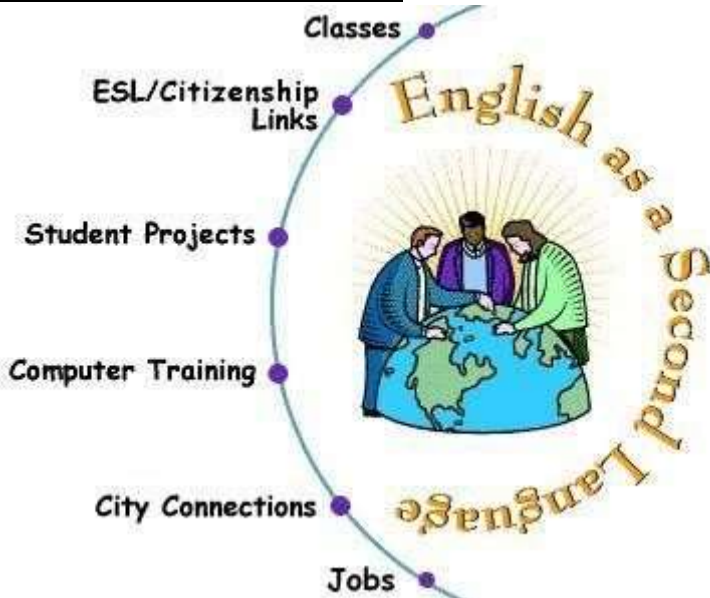 Classes
ESL/Citizenship
Links
Student Projects
Computer Training
City Connections
Jobs
English as a Second Language